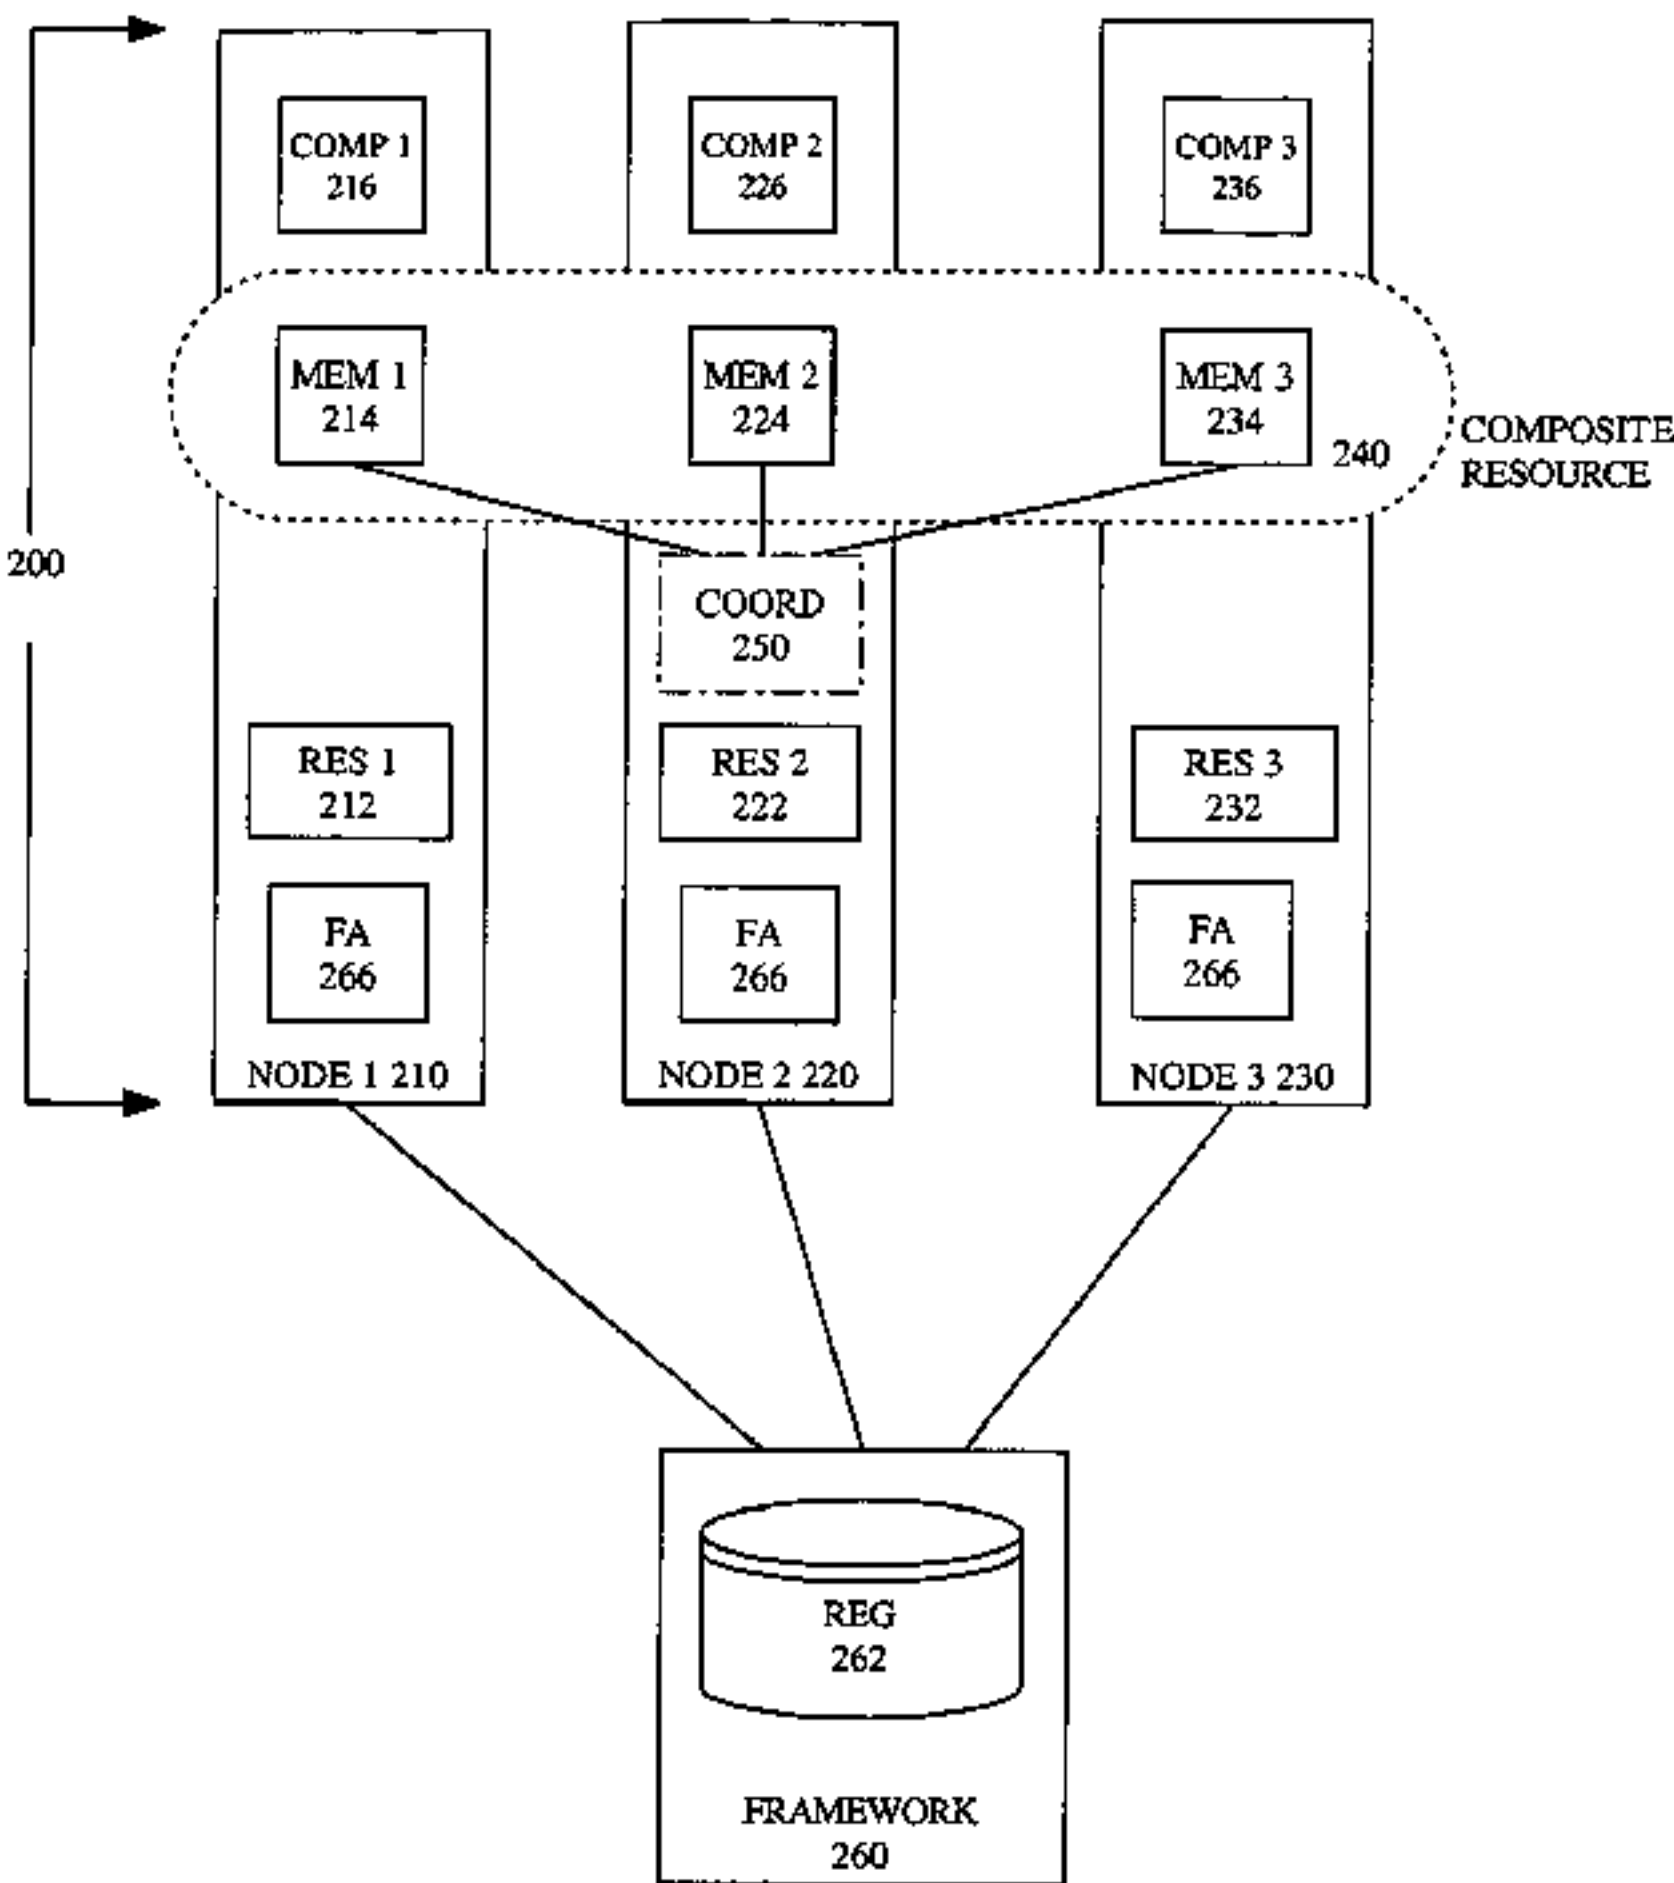 COMP 1
216
COMP 2
226
COMP 3
236
MEM 1
214
MEM 2
224
MEM 3
234
240
COMPOSITE
RESOURCE
200
COORD
250
RES 1
212
RES 2
222
RES 3
232
FA
266
FA
266
FA
266
NODE 1 210
NODE 2 220
NODE 3 230
REG
262
FRAMEWORK
260